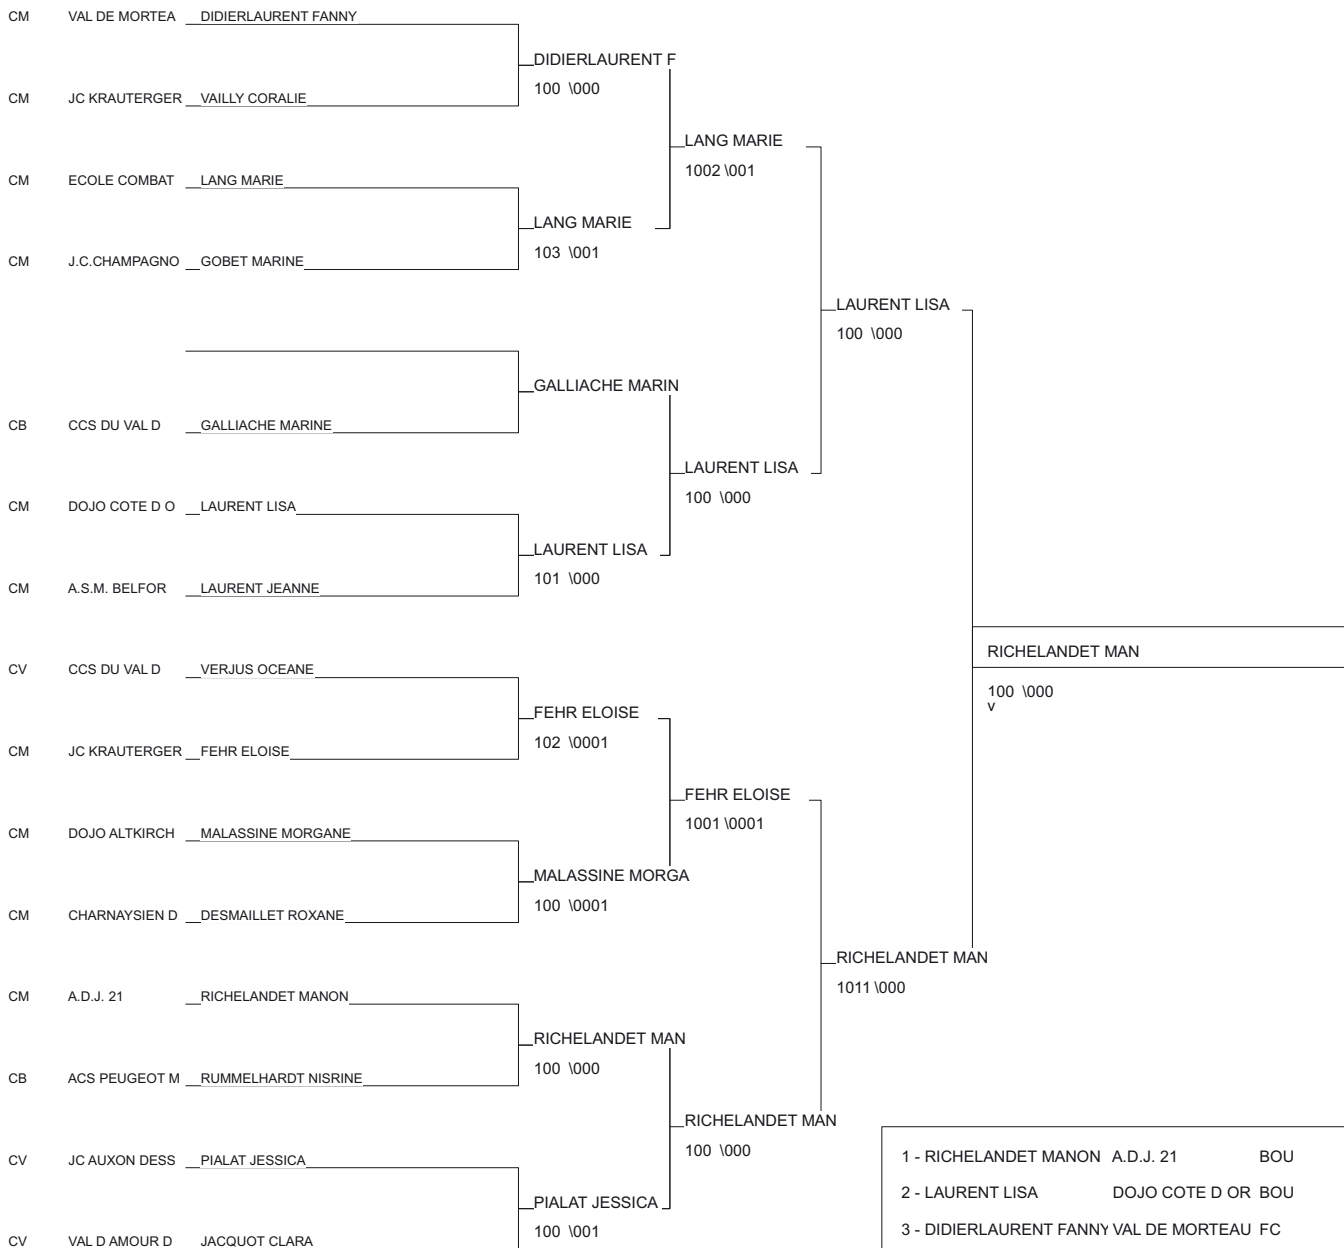 CM VAL DE MORTEA DIDIERLAURENT FANNY
DIDIERLAURENT F
100 \000
CM JC KRAUTERGER VAILLY CORALIE
LANG MARIE
1002 \001
CM ECOLE COMBAT LANG MARIE
LANG MARIE
103 \001
CM J.C.CHAMPAGNO GOBET MARINE
LAURENT LISA
100 \000
GALLIACHE MARIN
CB CCS DU VAL D GALLIACHE MARINE
LAURENT LISA
100 \000
CM DOJO COTE D O LAURENT LISA
LAURENT LISA
101 \000
CM A.S.M. BELFOR LAURENT JEANNE
RICHELANDET MAN
100 \000
v
CV CCS DU VAL D VERJUS OCEANE
FEHR ELOISE
102 \0001
CM JC KRAUTERGER FEHR ELOISE
FEHR ELOISE
1001 \0001
CM DOJO ALTKIRCH MALASSINE MORGANE
MALASSINE MORGA
100 \0001
CM CHARNAYSIEN D DESMAILLET ROXANE
RICHELANDET MAN
1011 \000
CM A.D.J. 21 RICHELANDET MANON
RICHELANDET MAN
100 \000
CB ACS PEUGEOT M RUMMELHARDT NISRINE
RICHELANDET MAN
100 \000
CV JC AUXON DESS PIALAT JESSICA
PIALAT JESSICA
100 \001
CV VAL D AMOUR D JACQUOT CLARA
1 - RICHELANDET MANON A.D.J. 21 BOU
2 - LAURENT LISA DOJO COTE D OR BOU
3 - DIDIERLAURENT FANNY VAL DE MORTEAU FC